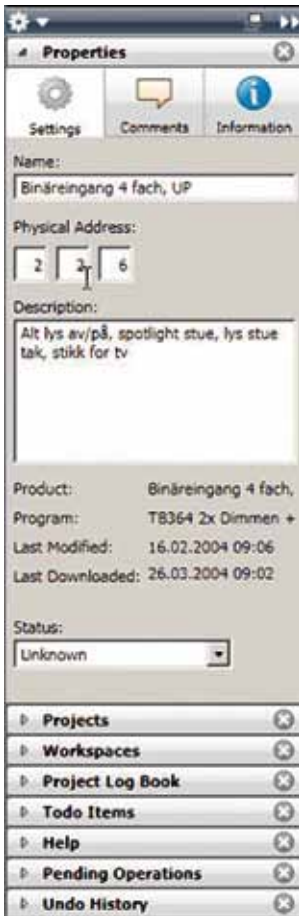 Properties
Settings Comments Information
Name:
Binäreingang 4 fach, UP
Physical Address:
2 2 6
Description:
Alt lys av/på, spotlight stue, lys stue
tak, stikk for tv
Product: Binäreingang 4 fach,
Program: TB364 2x Dimmen +
Last Modified: 16.02.2004 09:06
Last Downloaded: 26.03.2004 09:02
Status:
Unknown
Projects
Workspaces
Project Log Book
Todo Items
Help
Pending Operations
Undo History